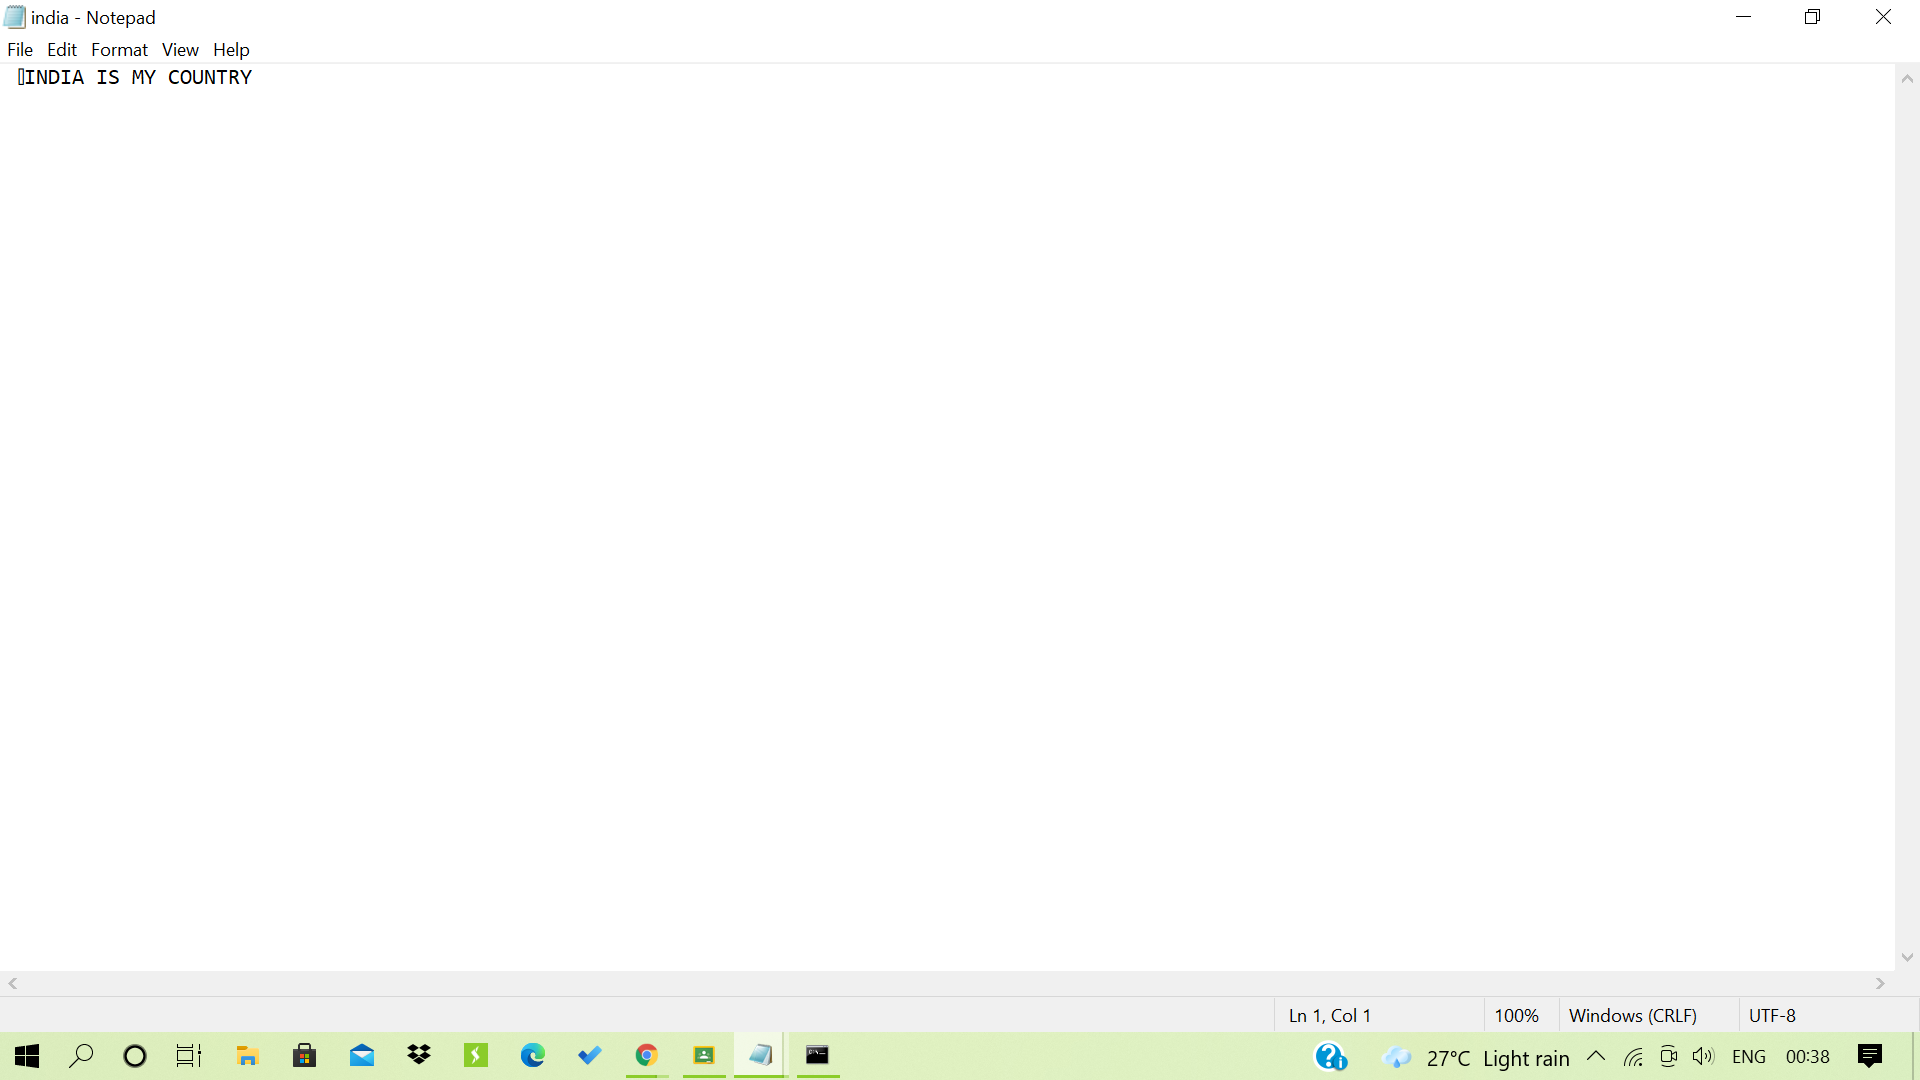 india - Notepad
File Edit Format View Help
INDIA IS MY COUNTRY
Ln 1, Col 1 100% Windows (CRLF) UTF-8
27°C Light rain ENG 00:38